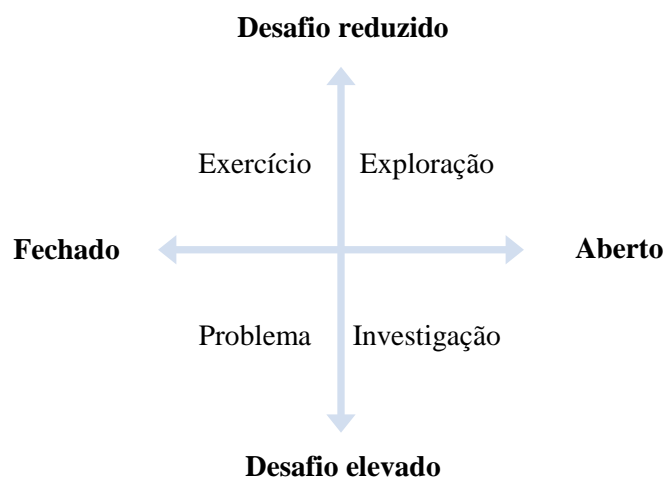 Desafio reduzido
Exercício Exploração
Fechado Aberto
Problema Investigação
Desafio elevado